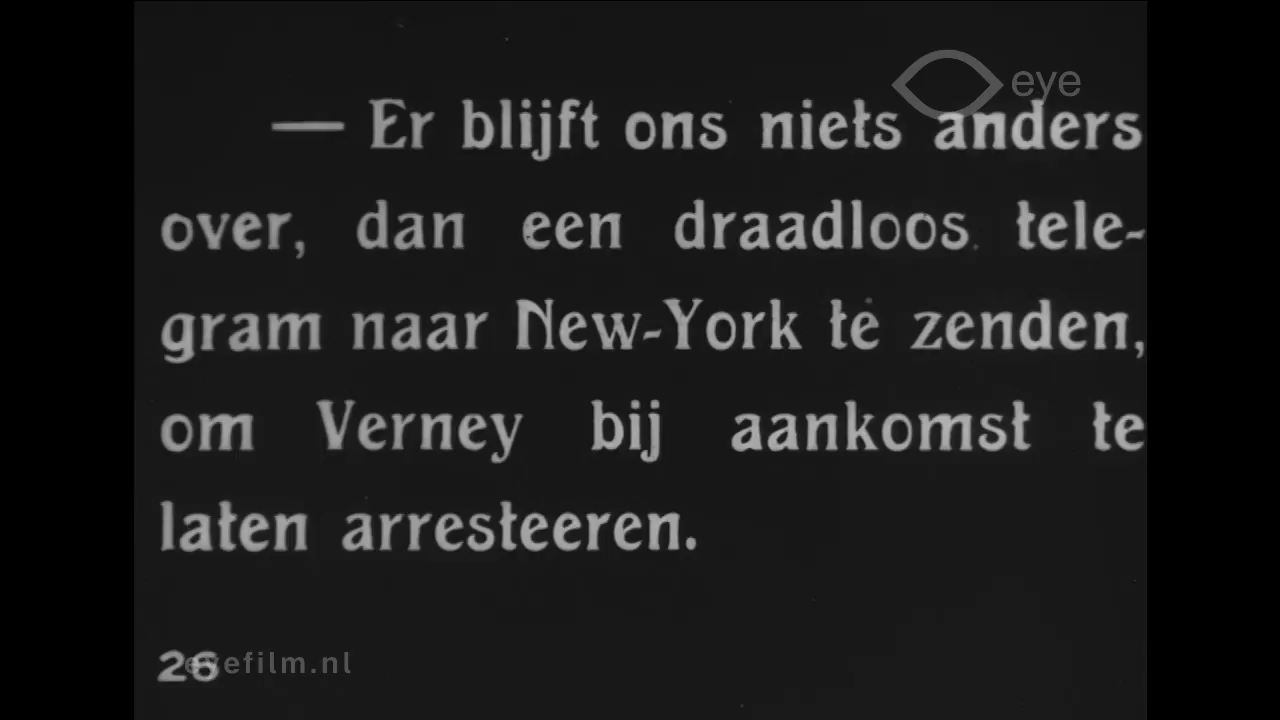 eye
— Er blijft ons niets anders
over, dan een draadloos tele-
gram naar New-York te zenden,
om Verney bij aankomst te
laten arresteeren.
26
eyefilm.nl